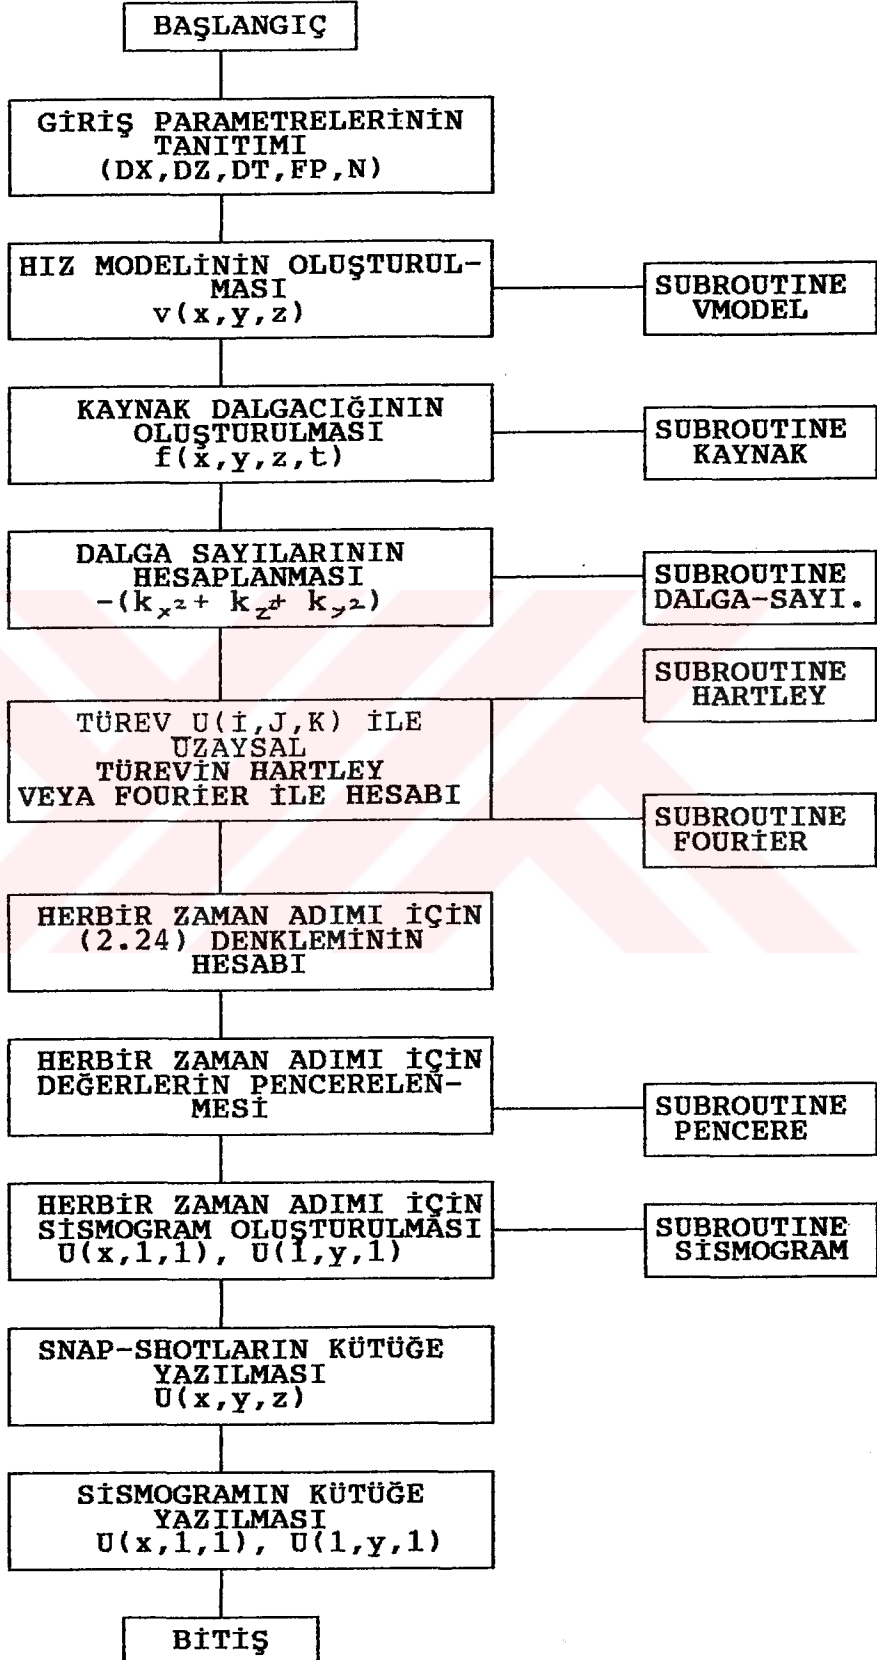 BAŞLANGIÇ
GİRİŞ PARAMETRELERİNİN
TANITIMI
(DX,DZ,DT,FP,N)
HIZ MODELİNİN OLUŞTURUL-
MASI
v(x,y,z)
SUBROUTINE
VMODEL
KAYNAK DALGACIĞININ
OLUŞTURULMASI
f(x,y,z,t)
SUBROUTINE
KAYNAK
DALGA SAYILARININ
HESAPLANMASI
-(kx²+ kz²+ ky²)
SUBROUTINE
DALGA-SAYI.
SUBROUTINE
HARTLEY
TÜREV U(İ,J,K) İLE
UZAYSAL
TÜREVİN HARTLEY
VEYA FOURİER İLE HESABI
SUBROUTINE
FOURİER
HERBİR ZAMAN ADIMI İÇİN
(2.24) DENKLEMİNİN
HESABI
HERBİR ZAMAN ADIMI İÇİN
DEĞERLERİN PENCERELEN-
MESİ
SUBROUTINE
PENCERE
HERBİR ZAMAN ADIMI İÇİN
SİSMOGRAM OLUŞTURULMASI
U(x,1,1), U(1,y,1)
SUBROUTINE
SİSMOGRAM
SNAP-SHOTLARIN KÜTÜĞE
YAZILMASI
U(x,y,z)
SİSMOGRAMIN KÜTÜĞE
YAZILMASI
U(x,1,1), U(1,y,1)
BİTİŞ